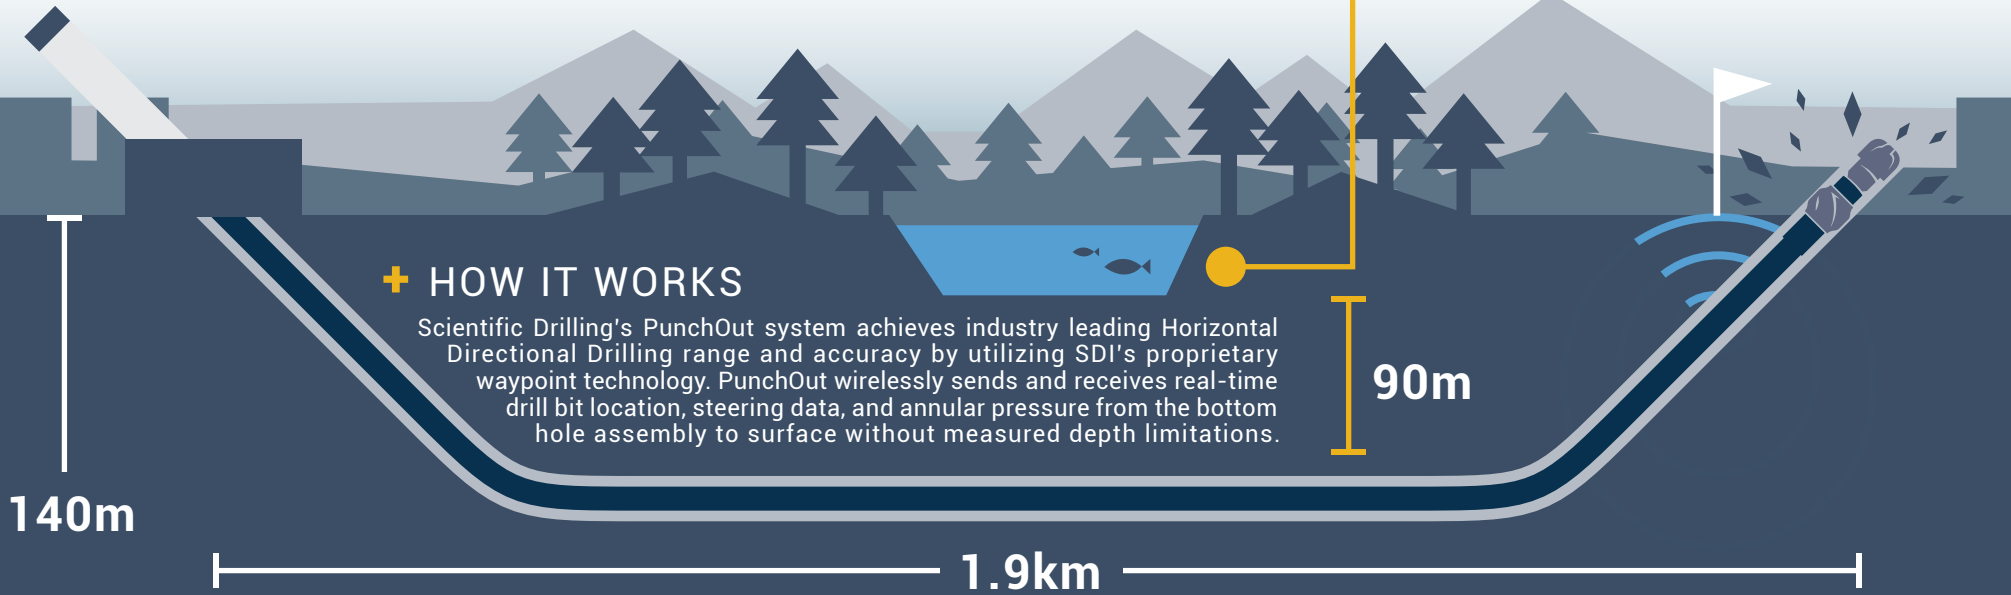 + HOW IT WORKS
Scientific Drilling's PunchOut system achieves industry leading Horizontal
Directional Drilling range and accuracy by utilizing SDI's proprietary
waypoint technology. PunchOut wirelessly sends and receives real-time
drill bit location, steering data, and annular pressure from the bottom
hole assembly to surface without measured depth limitations.
90m
140m
1.9km